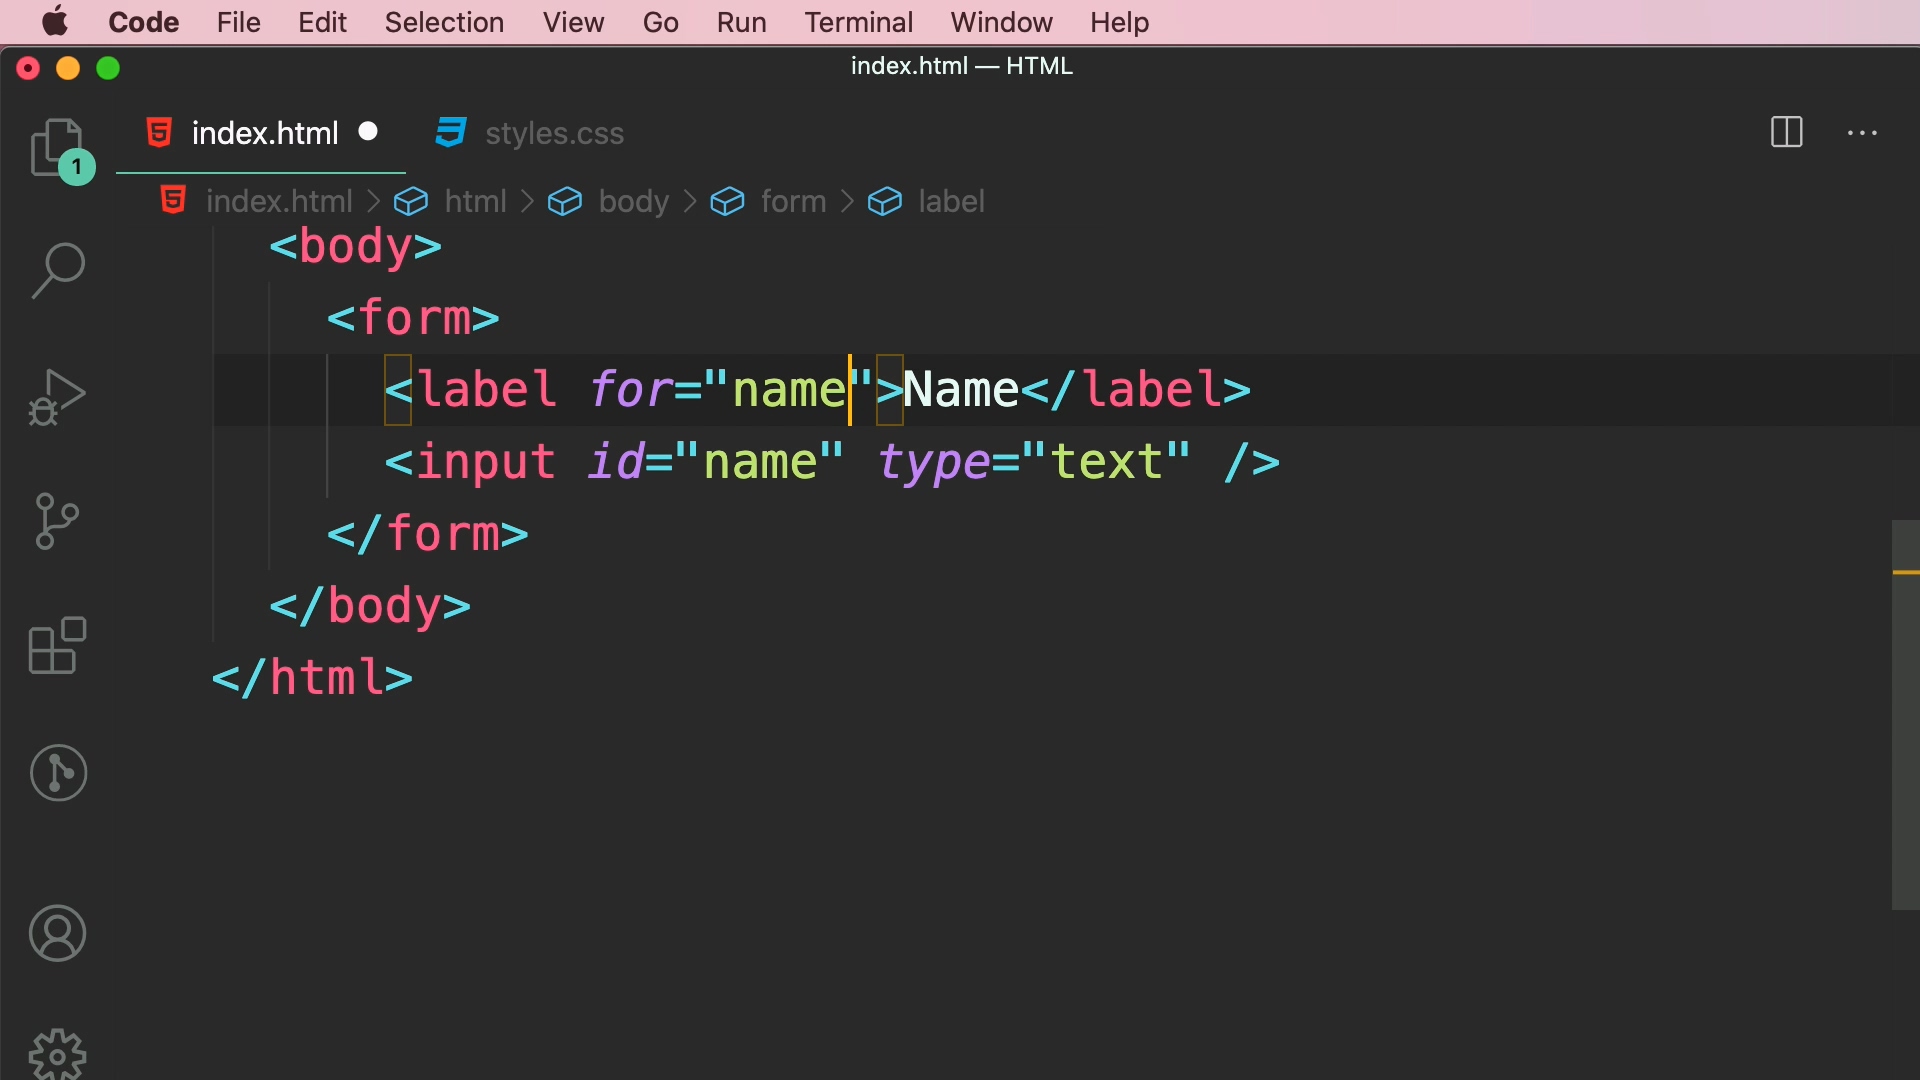 Code File Edit Selection View Go Run Terminal Window Help
index.html — HTML
index.html styles.css
1
index.html > html > body > form > label
<body>
<form>
<label for="name">Name</label>
<input id="name" type="text" />
</form>
</body>
</html>